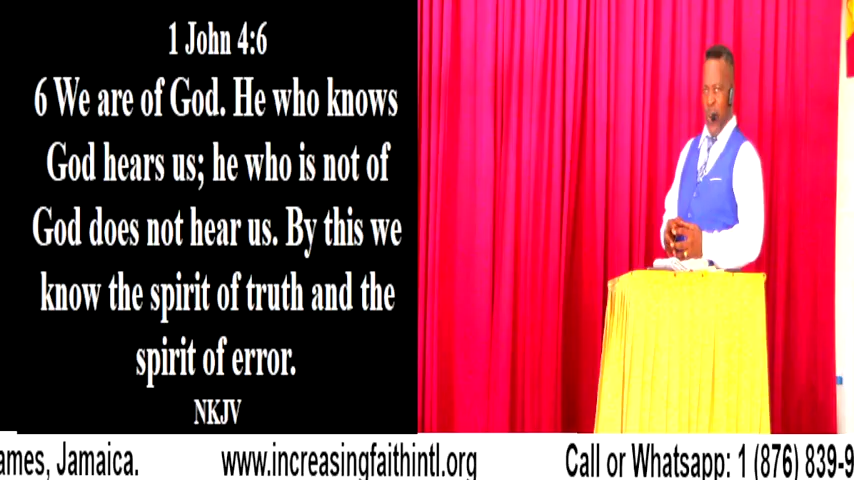 1 John 4:6
6 We are of God. He who knows
God hears us; he who is not of
God does not hear us. By this we
know the spirit of truth and the
spirit of error.
NKJV
ames, Jamaica. www.increasingfaithintl.org Call or Whatsapp: 1 (876) 839-9